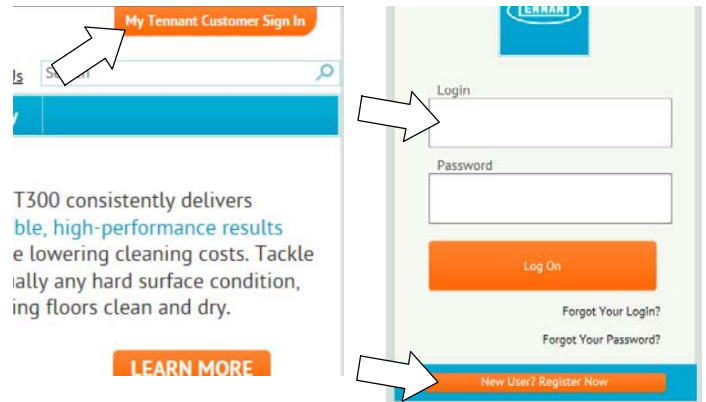 My Tennant Customer Sign In
Us
T300 consistently delivers
ble, high-performance results
e lowering cleaning costs. Tackle
ally any hard surface condition,
ing floors clean and dry.
LEARN MORE
Login
Password
Log On
Forgot Your Login?
Forgot Your Password?
New User? Register Now